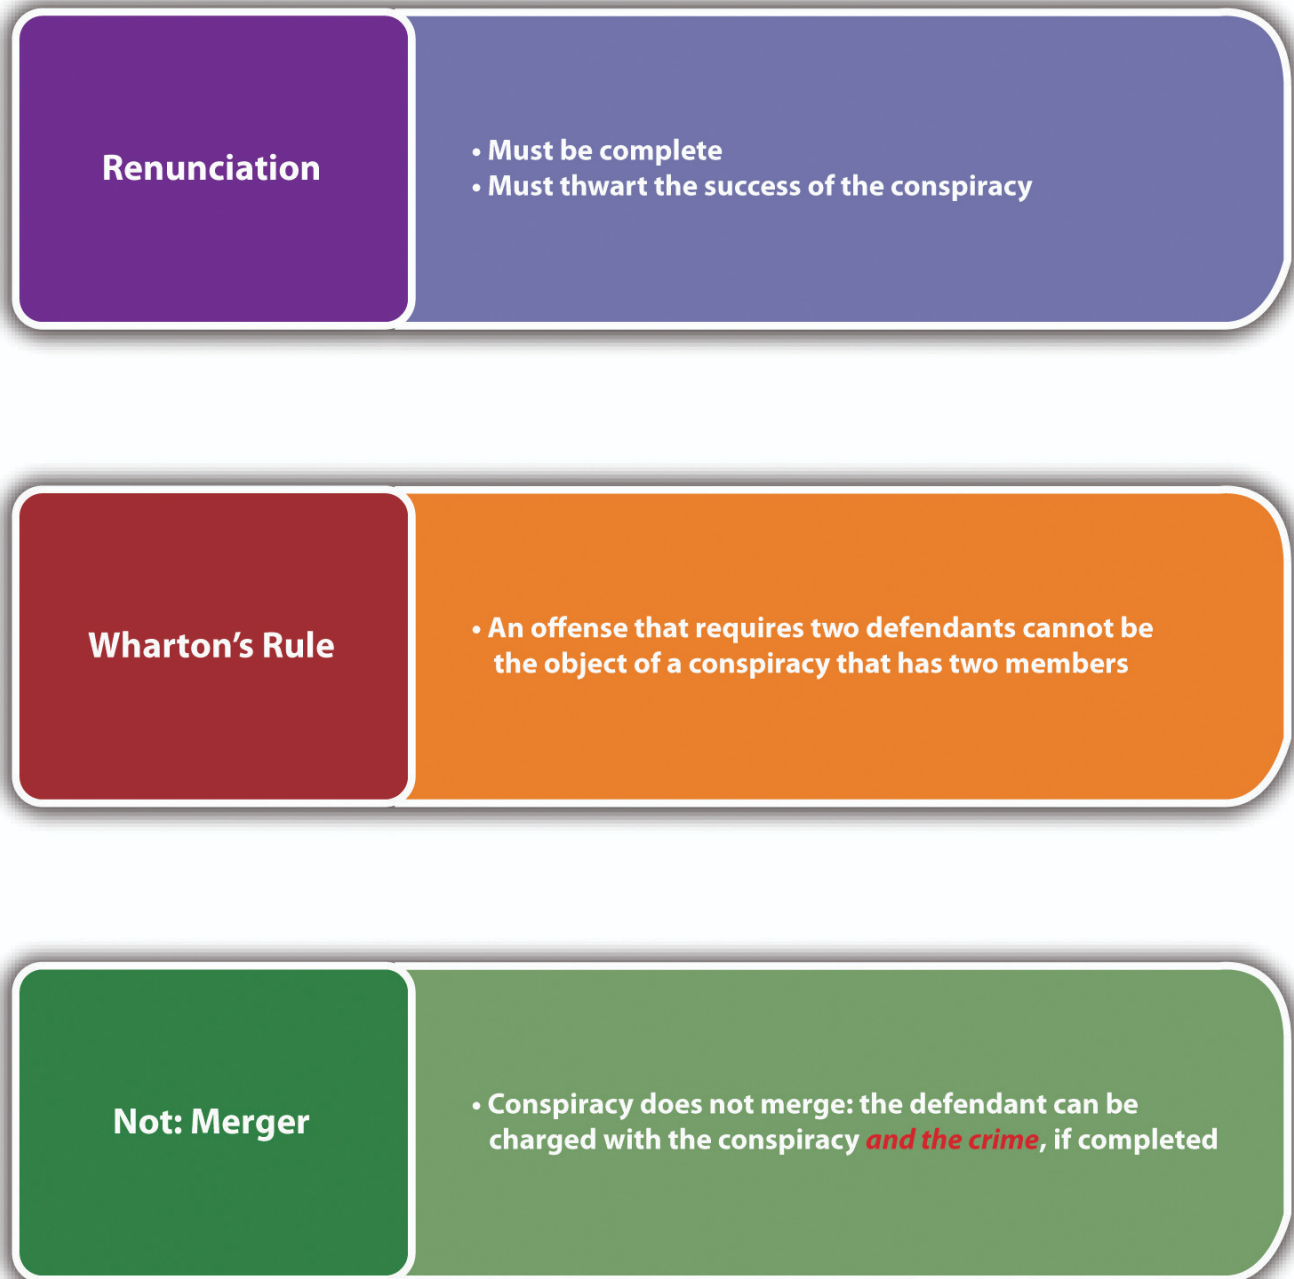 Renunciation
• Must be complete
• Must thwart the success of the conspiracy
Wharton’s Rule
• An offense that requires two defendants cannot be
the object of a conspiracy that has two members
Not: Merger
• Conspiracy does not merge: the defendant can be
charged with the conspiracy and the crime, if completed